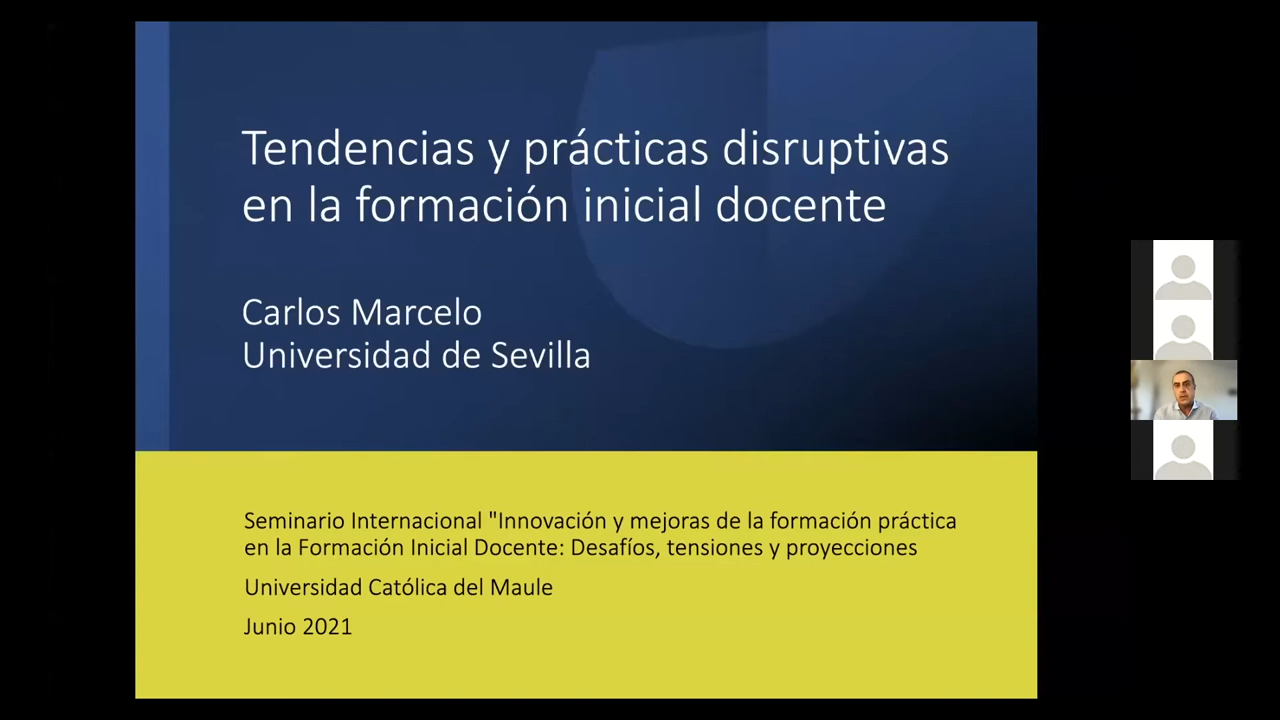 Tendencias y prácticas disruptivas
en la formación inicial docente
Carlos Marcelo
Universidad de Sevilla
Seminario Internacional "Innovación y mejoras de la formación práctica
en la Formación Inicial Docente: Desafíos, tensiones y proyecciones
Universidad Católica del Maule
Junio 2021